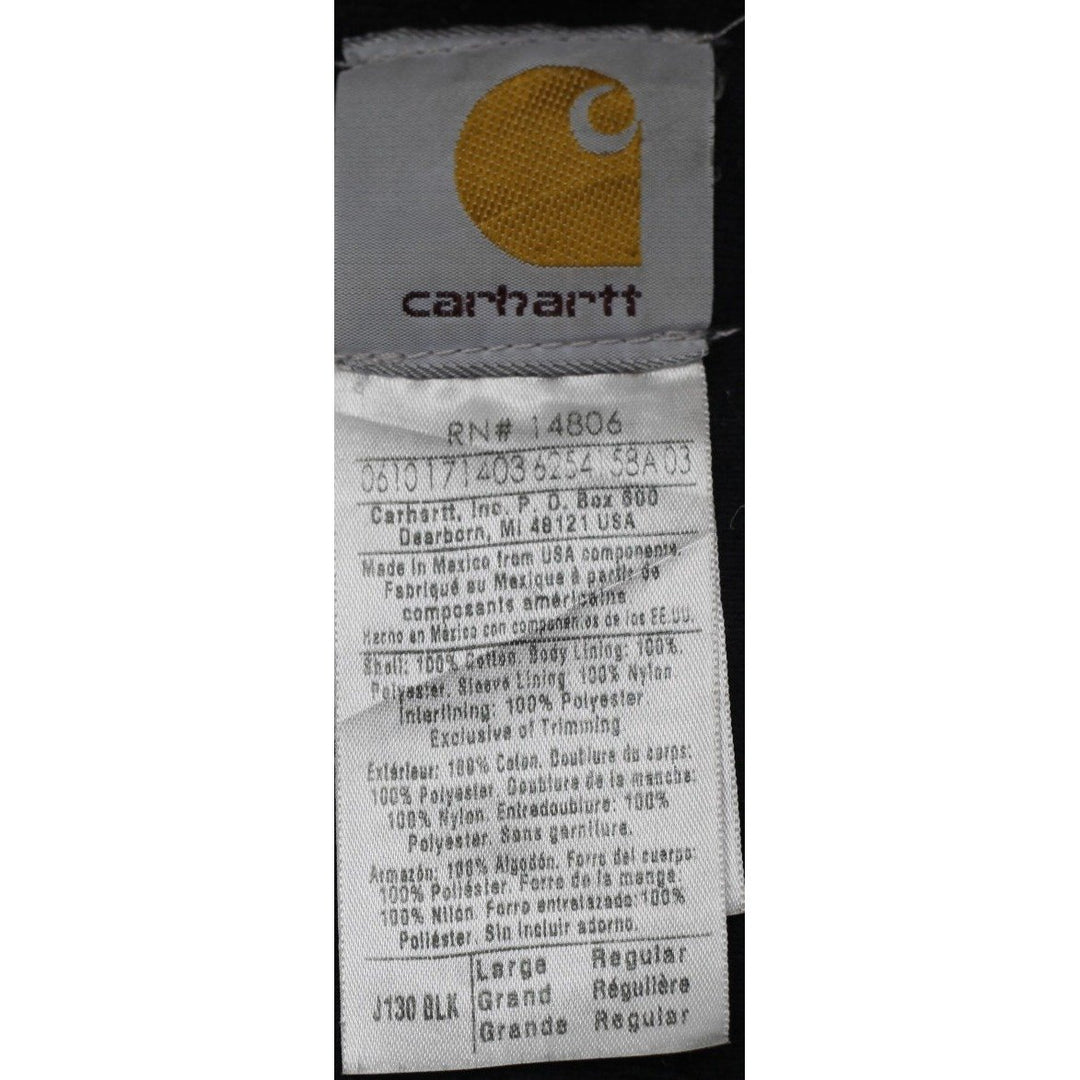 carhartt
RN# 14806
0610171403 6254 5BA 03
Carhartt, Inc. P. O. Box 600
Dearborn, MI 48121 USA
Made In Mexico from USA components.
Fabriqué au Mexique à partir de
composants américains
Hecho en México con componentes de los EE.UU.
Shell: 100% Cotton. Body Lining: 100%
Polyester. Sleeve Lining 100% Nylon
Interlining: 100% Polyester
Exclusive of Trimming
Extérieur: 100% Coton. Doublure du corps:
100% Polyester. Doublure de la manche:
100% Nylon. Entredoublure: 100%
Polyester. Sans garniture.
Armazón: 100% Algodón. Forro del cuerpo:
100% Poliéster. Forro de la manga
100% Nilon. Forro entrelazado 100%
Poliéster. Sin incluir adorno.
J130 BLK
Large Regular
Grand Régulière
Grande Regular